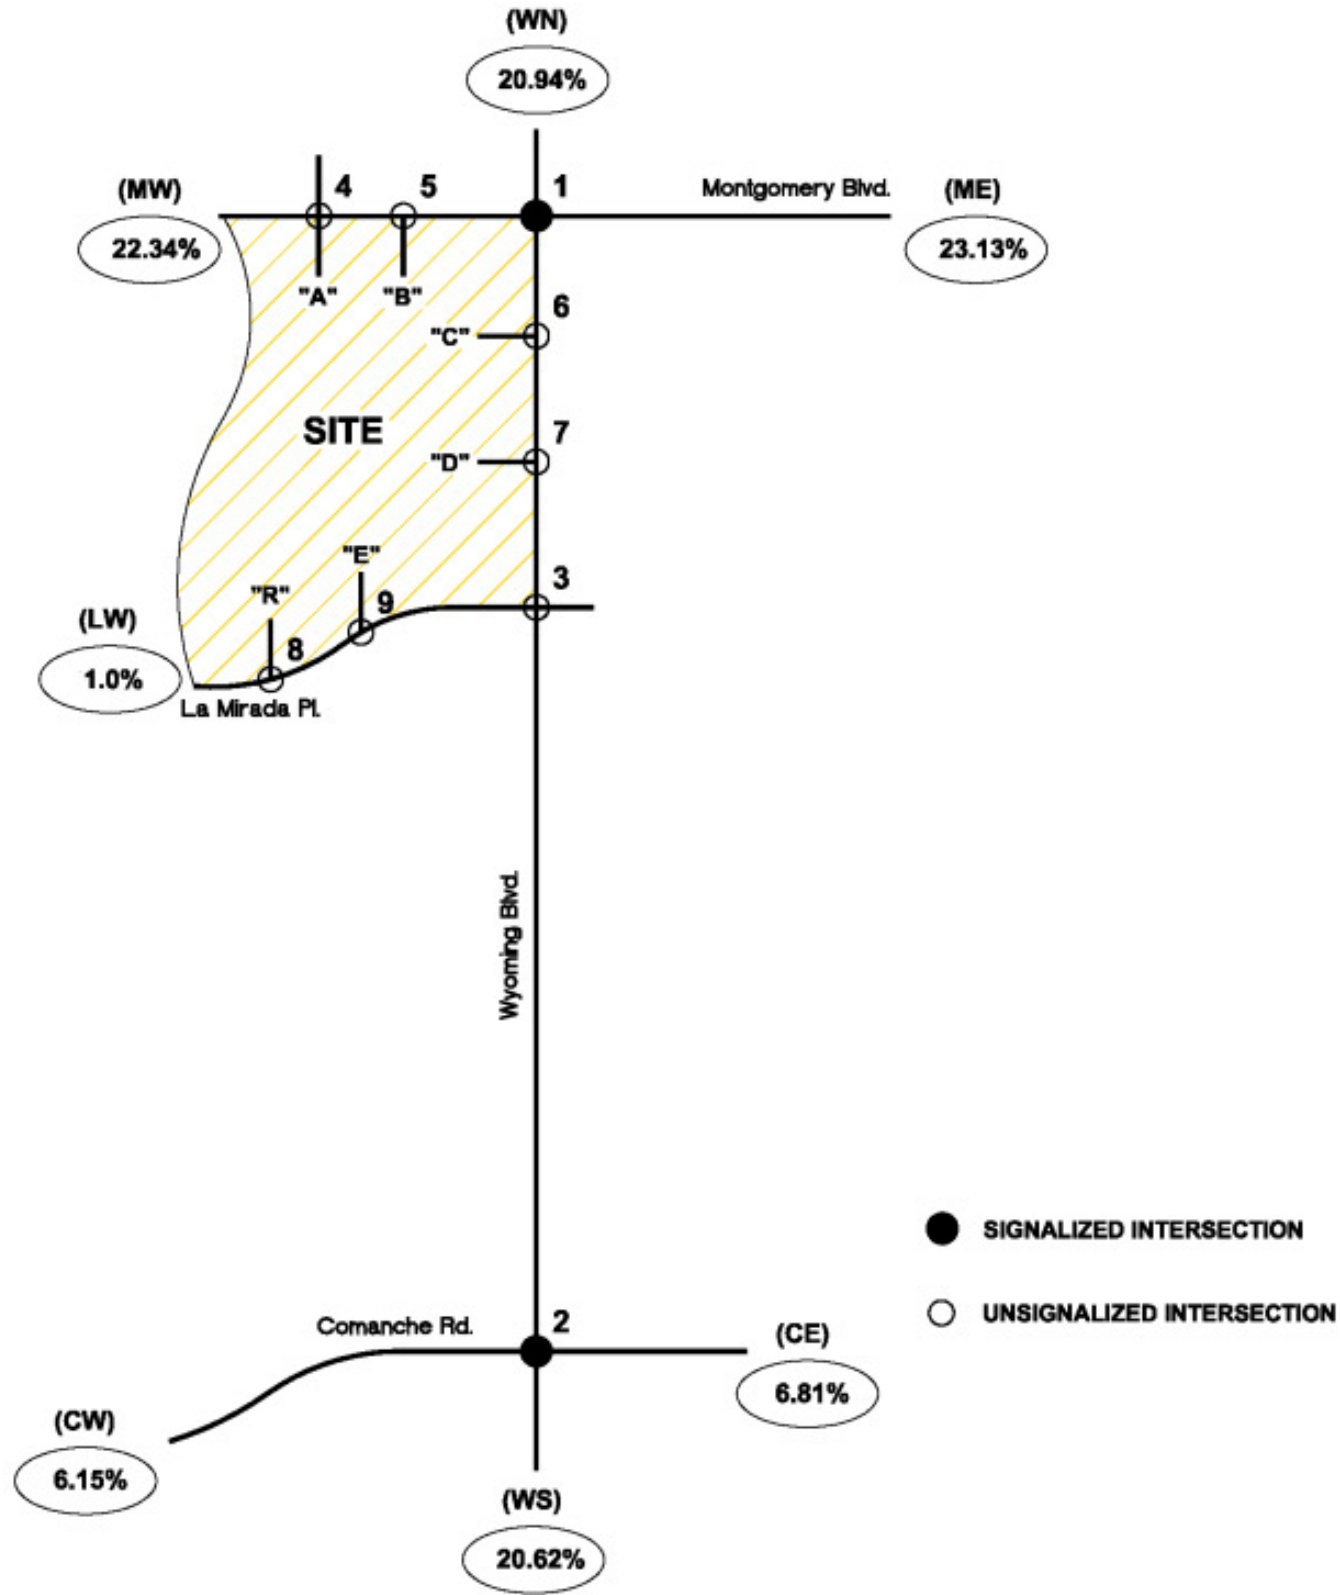 (WN)
20.94%
(MW)
4
5
1
Montgomery Blvd.
(ME)
22.34%
23.13%
"A"
"B"
6
"C"
SITE
7
"D"
"E"
3
"R"
9
(LW)
8
1.0%
La Mirada Pl.
Wyoming Blvd.
SIGNALIZED INTERSECTION
UNSIGNALIZED INTERSECTION
Comanche Rd.
2
(CE)
6.81%
(CW)
6.15%
(WS)
20.62%